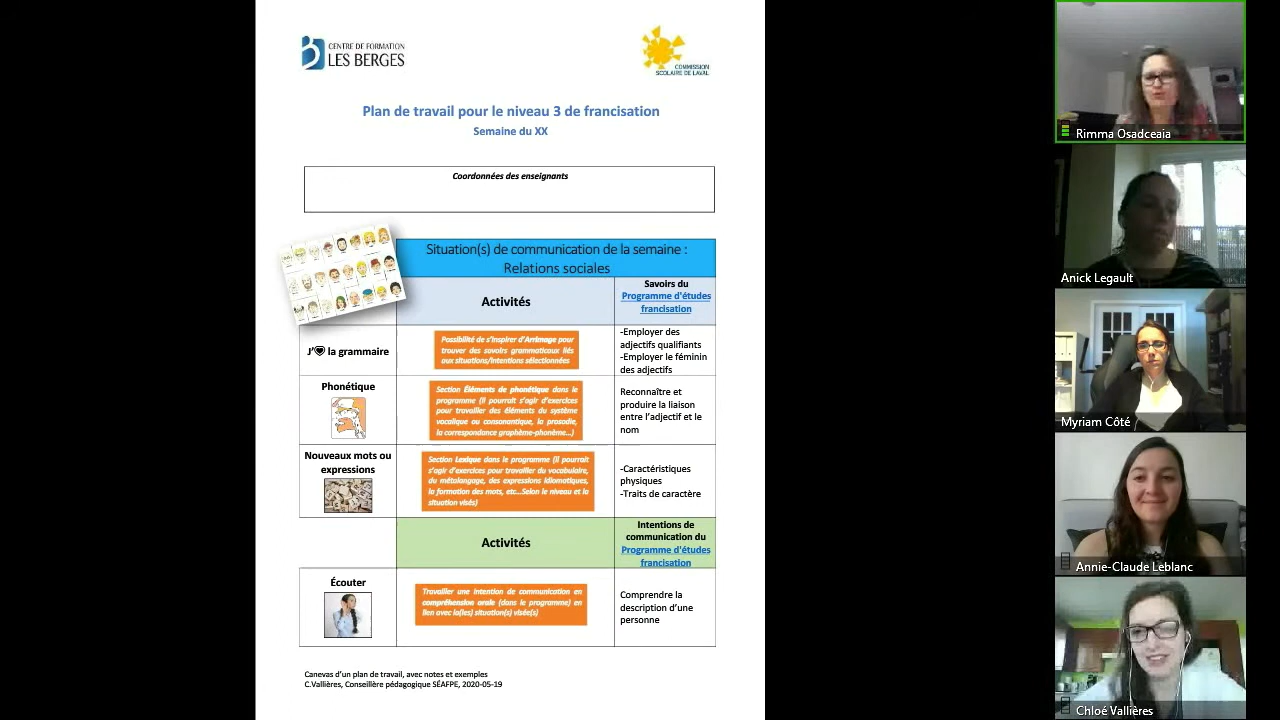 CENTRE DE FORMATION
LES BERGES
COMMISSION
SCOLAIRE DE LAVAL
Plan de travail pour le niveau 3 de francisation
Semaine du XX
Coordonnées des enseignants
Situation(s) de communication de la semaine :
Relations sociales
Activités
Savoirs du
Programme d'études
francisation
J'🖤 la grammaire
Possibilité de s'inspirer d'Arrimage pour
trouver des savoirs grammaticaux liés
aux situations/intentions sélectionnées
-Employer des
adjectifs qualifiants
-Employer le féminin
des adjectifs
Phonétique
Section Éléments de phonétique dans le
programme (il pourrait s'agir d'exercices
pour travailler des éléments du système
vocalique ou consonantique, la prosodie,
la correspondance graphème-phonème...)
Reconnaître et
produire la liaison
entre l'adjectif et le
nom
Nouveaux mots ou
expressions
Section Lexique dans le programme (il pourrait
s'agir d'exercices pour travailler du vocabulaire,
du métalangage, des expressions idiomatiques,
la formation des mots, etc...Selon le niveau et la
situation visés)
-Caractéristiques
physiques
-Traits de caractère
Activités
Intentions de
communication du
Programme d'études
francisation
Écouter
Travailler une intention de communication en
compréhension orale (dans le programme) en
lien avec la(les) situation(s) visée(s)
Comprendre la
description d'une
personne
Canevas d'un plan de travail, avec notes et exemples
C.Vallières, Conseillère pédagogique SÉAFPE, 2020-05-19
Rimma Osadceaia
Anick Legault
Myriam Côté
Annie-Claude Leblanc
Chloé Vallières